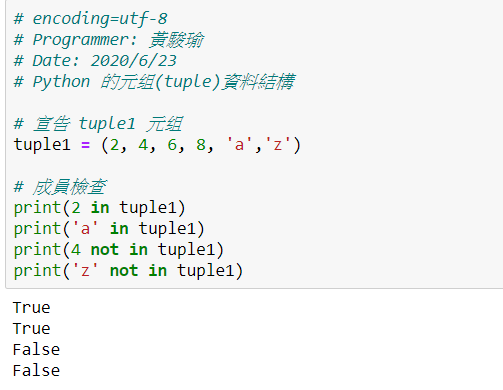 # encoding=utf-8
# Programmer: 黃駿瑜
# Date: 2020/6/23
# Python 的元組(tuple)資料結構
# 宣告 tuple1 元組
tuple1 = (2, 4, 6, 8, 'a','z')
# 成員檢查
print(2 in tuple1)
print('a' in tuple1)
print(4 not in tuple1)
print('z' not in tuple1)
True
True
False
False